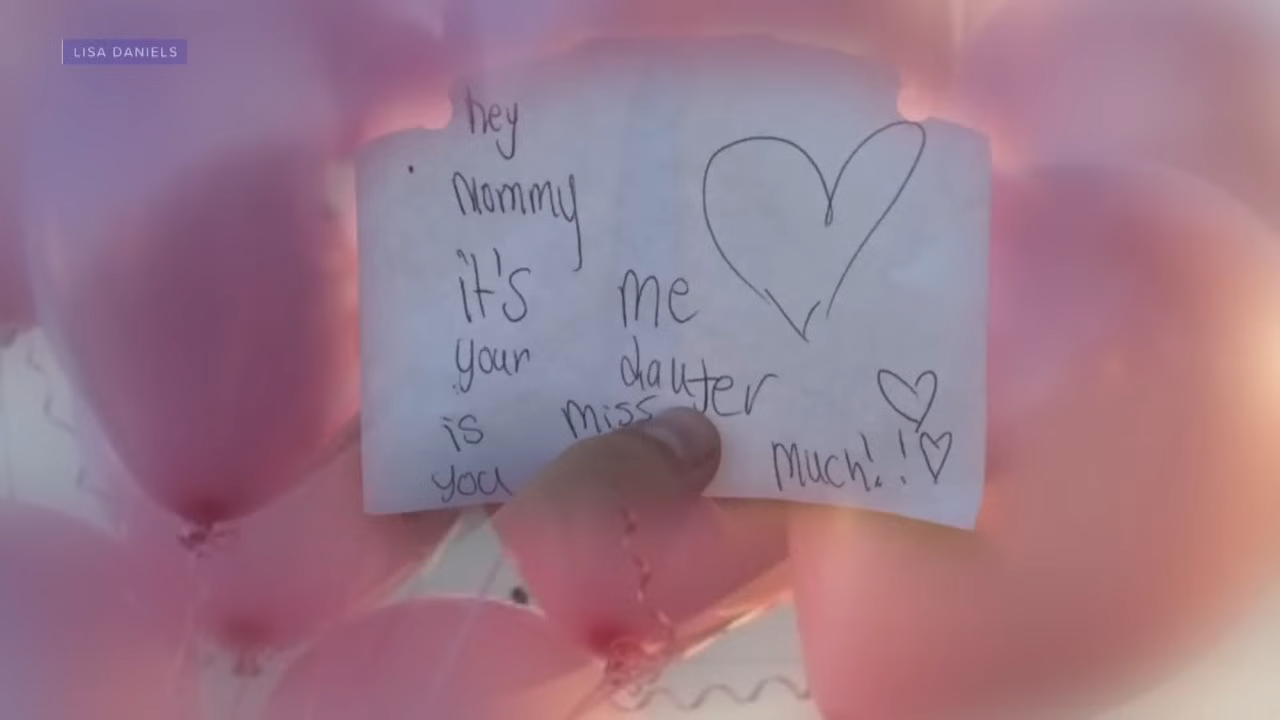 LISA DANIELS
hey
Mommy
it's me
your dauter
is miss
you much!!